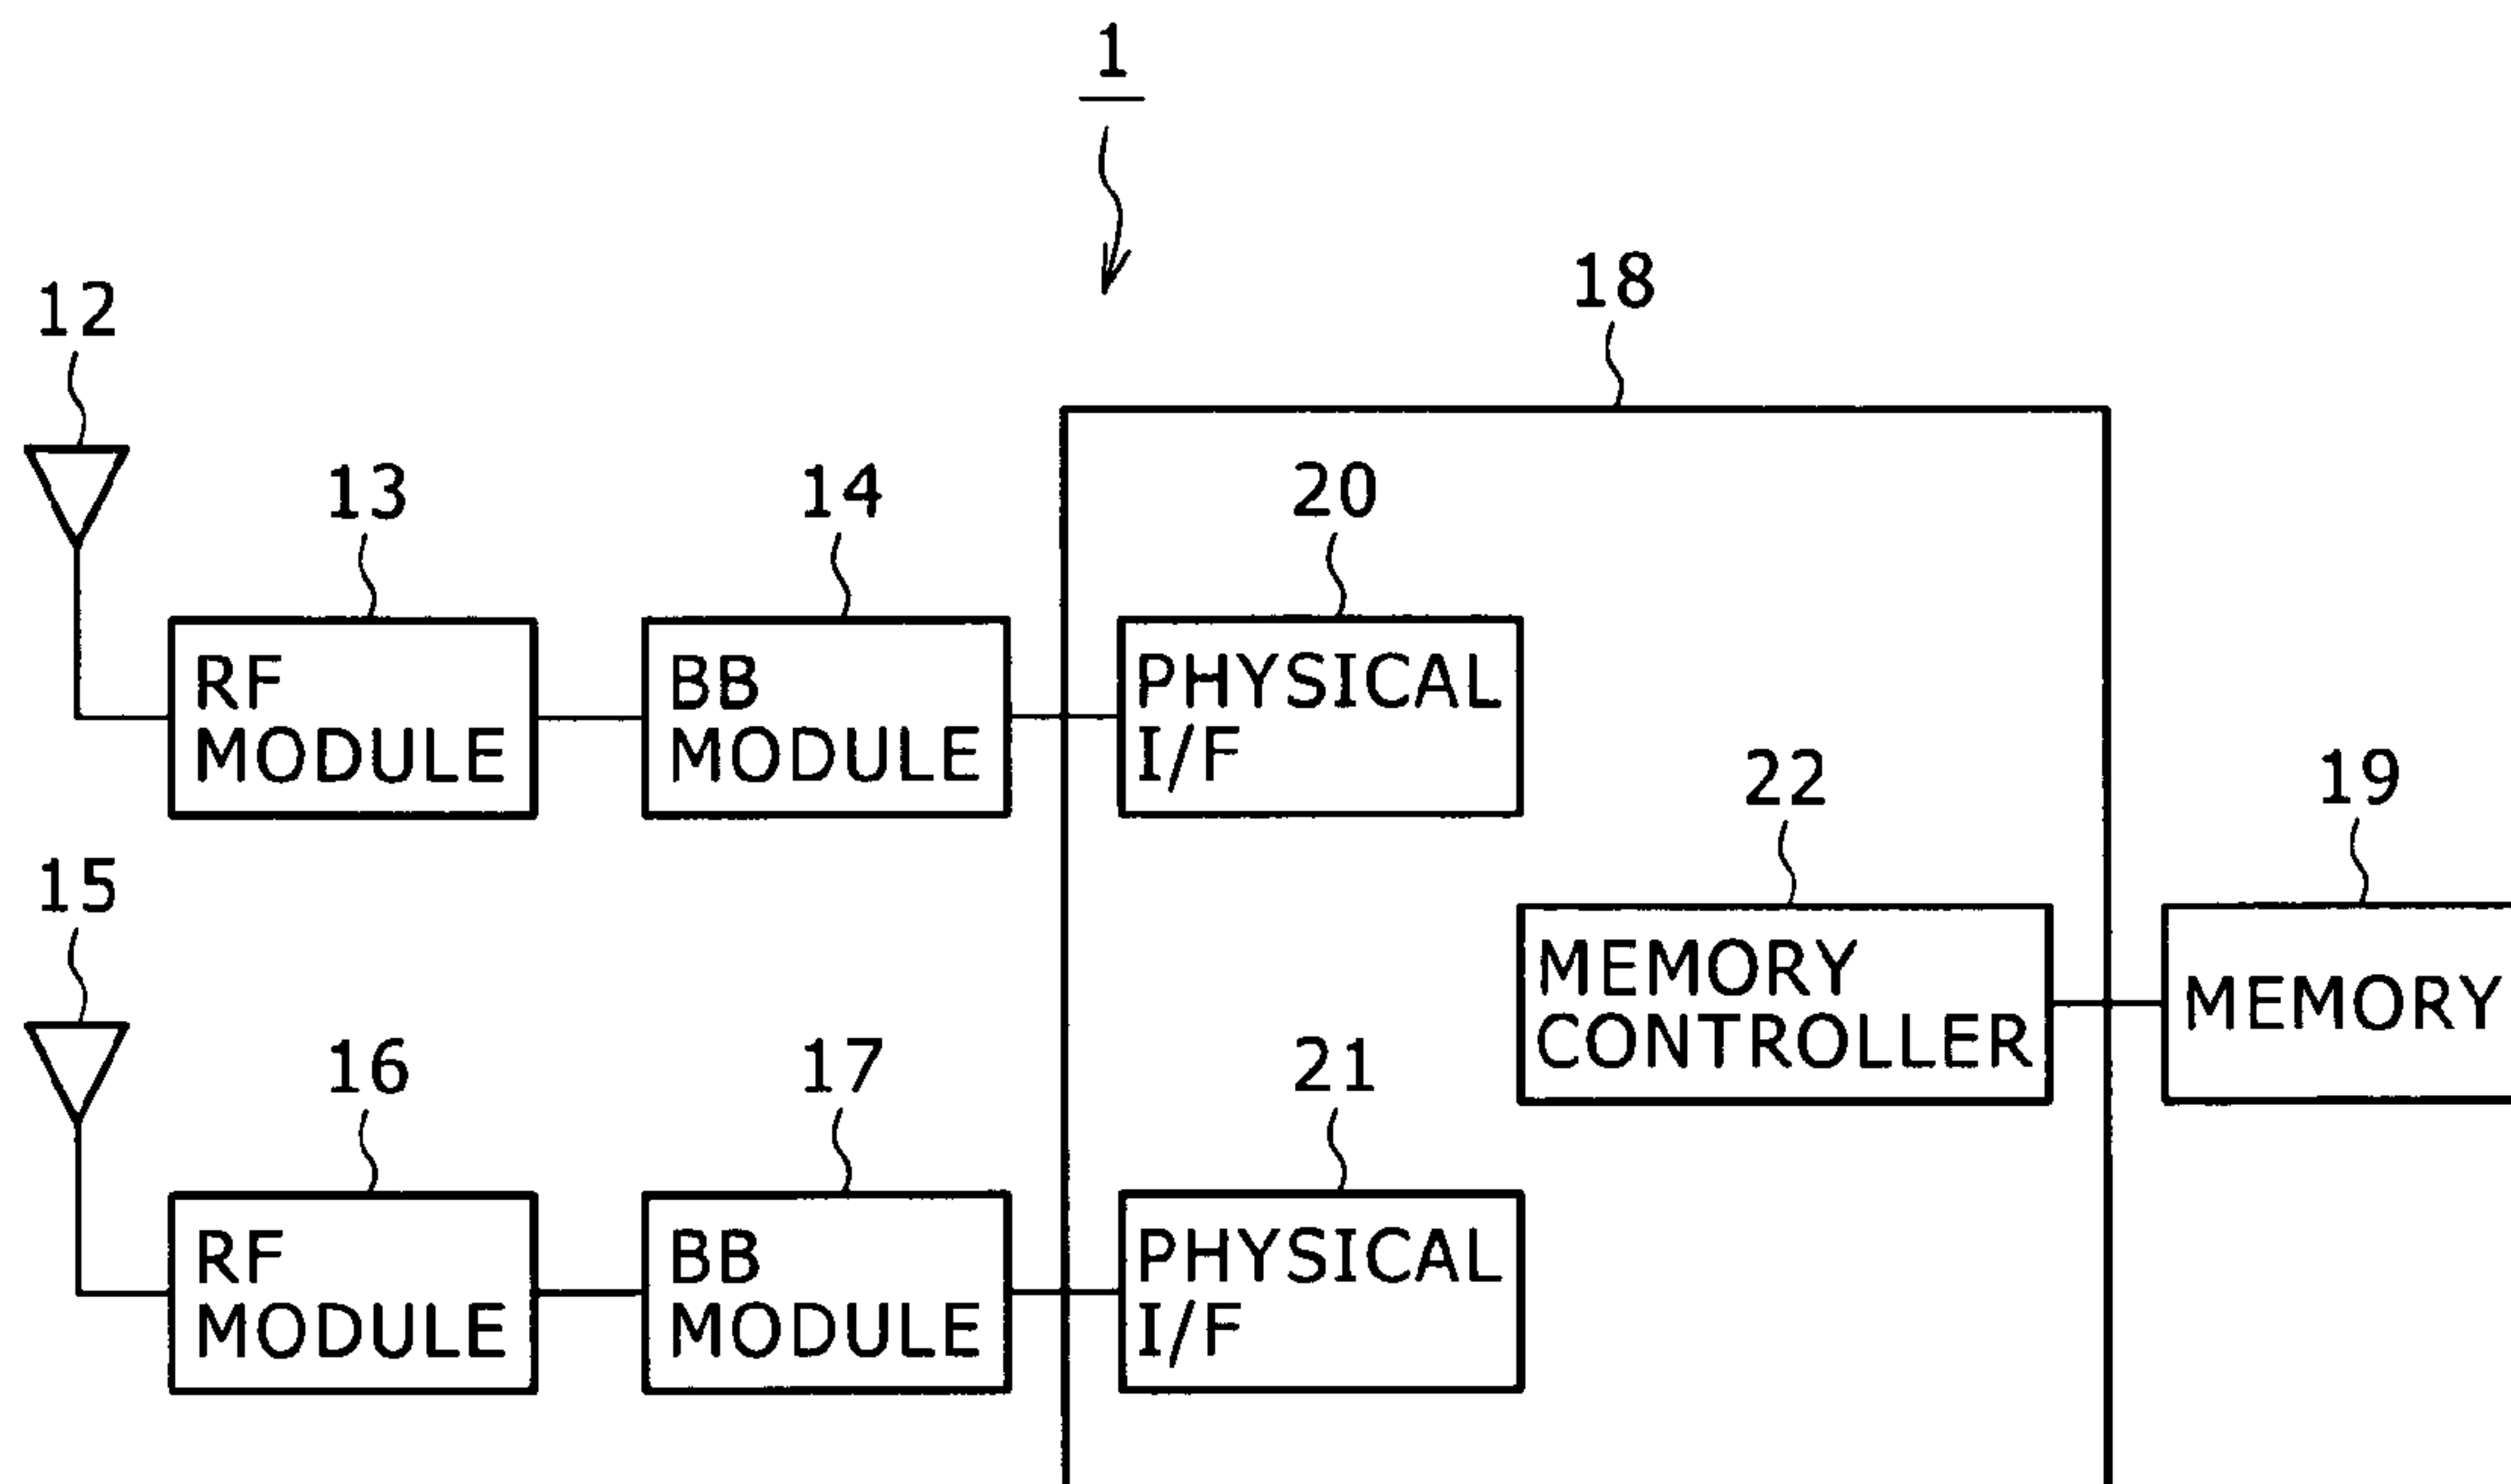 1
18
12
13
14
20
RF
MODULE
BB
MODULE
PHYSICAL
I/F
22
19
15
MEMORY
CONTROLLER
MEMORY
16
17
21
RF
MODULE
BB
MODULE
PHYSICAL
I/F